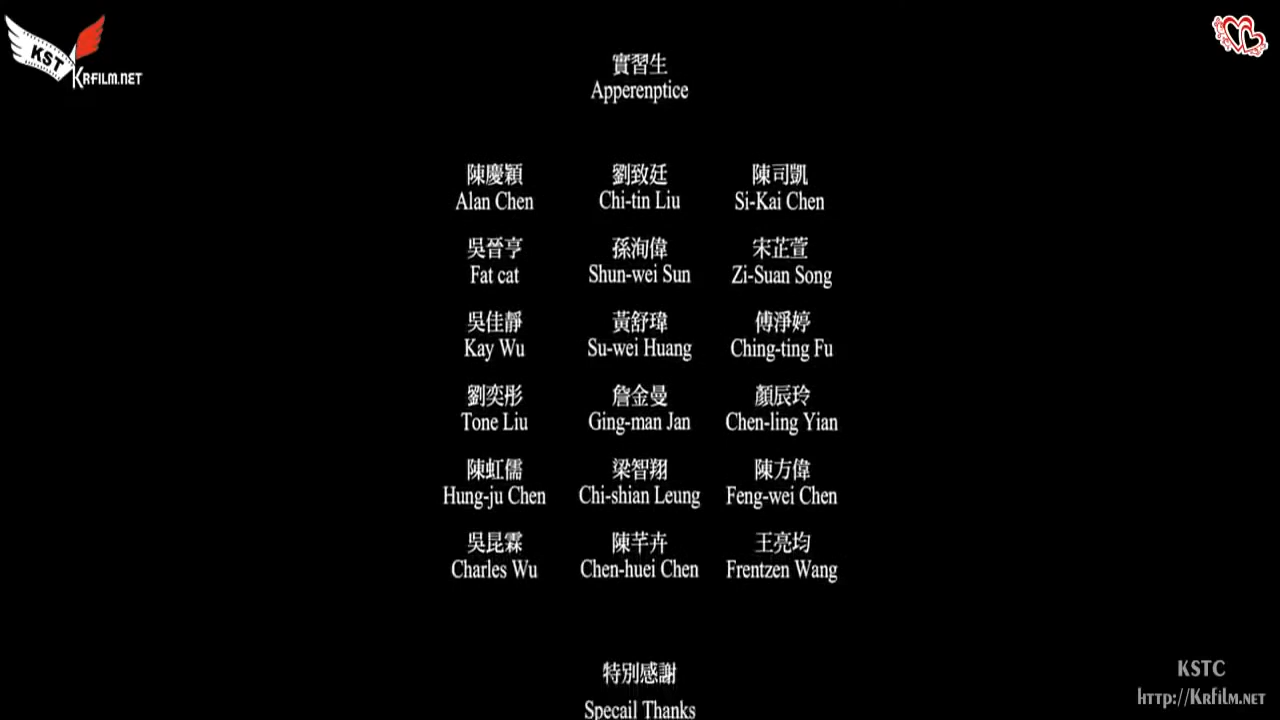 KST
KRFILM.NET
實習生
Apperenptice
陳慶穎 劉致廷 陳司凱
Alan Chen Chi-tin Liu Si-Kai Chen
吳晉亨 孫洵偉 宋芷萱
Fat cat Shun-wei Sun Zi-Suan Song
吳佳靜 黃舒瑋 傅淨婷
Kay Wu Su-wei Huang Ching-ting Fu
劉奕彤 詹金曼 顏辰玲
Tone Liu Ging-man Jan Chen-ling Yian
陳虹儒 梁智翔 陳方偉
Hung-ju Chen Chi-shian Leung Feng-wei Chen
吳昆霖 陳芊卉 王亮均
Charles Wu Chen-huei Chen Frentzen Wang
特別感謝
Specail Thanks
KSTC
http://Krfilm.net